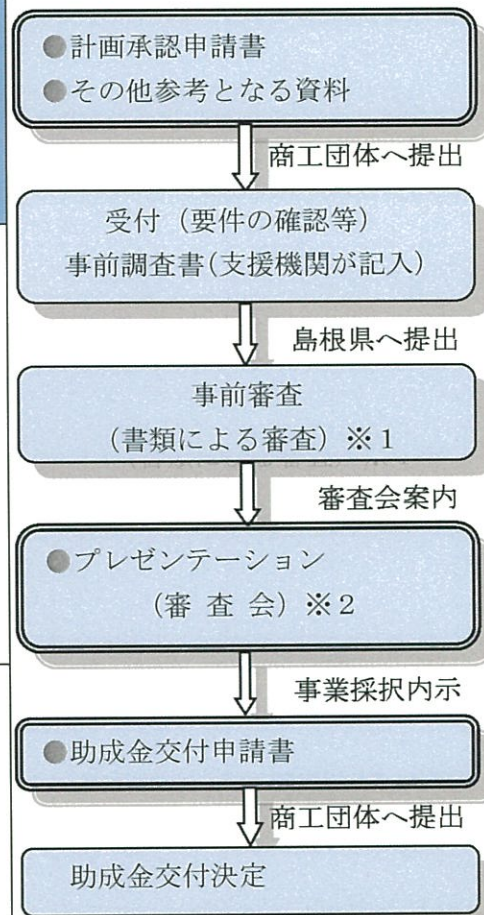 ●計画承認申請書
●その他参考となる資料
商工団体へ提出
受付（要件の確認等）
事前調査書（支援機関が記入）
島根県へ提出
事前審査
（書類による審査）※１
審査会案内
●プレゼンテーション
（審 査 会）※２
事業採択内示
●助成金交付申請書
商工団体へ提出
助成金交付決定